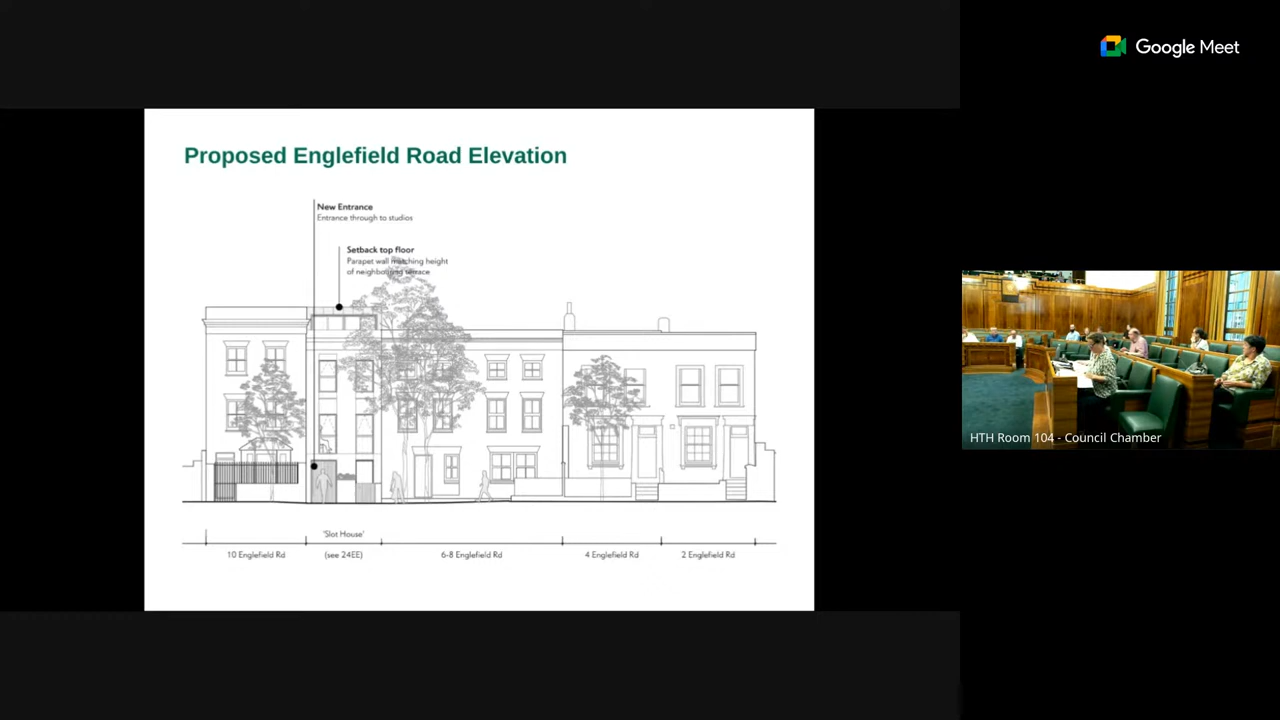 Google Meet
Proposed Englefield Road Elevation
New Entrance
Entrance through to studios
Setback top floor
Parapet wall matching height
of neighbouring terrace
'Slot House'
10 Englefield Rd
(see 24EE)
6-8 Englefield Rd
4 Englefield Rd
2 Englefield Rd
HTH Room 104 - Council Chamber